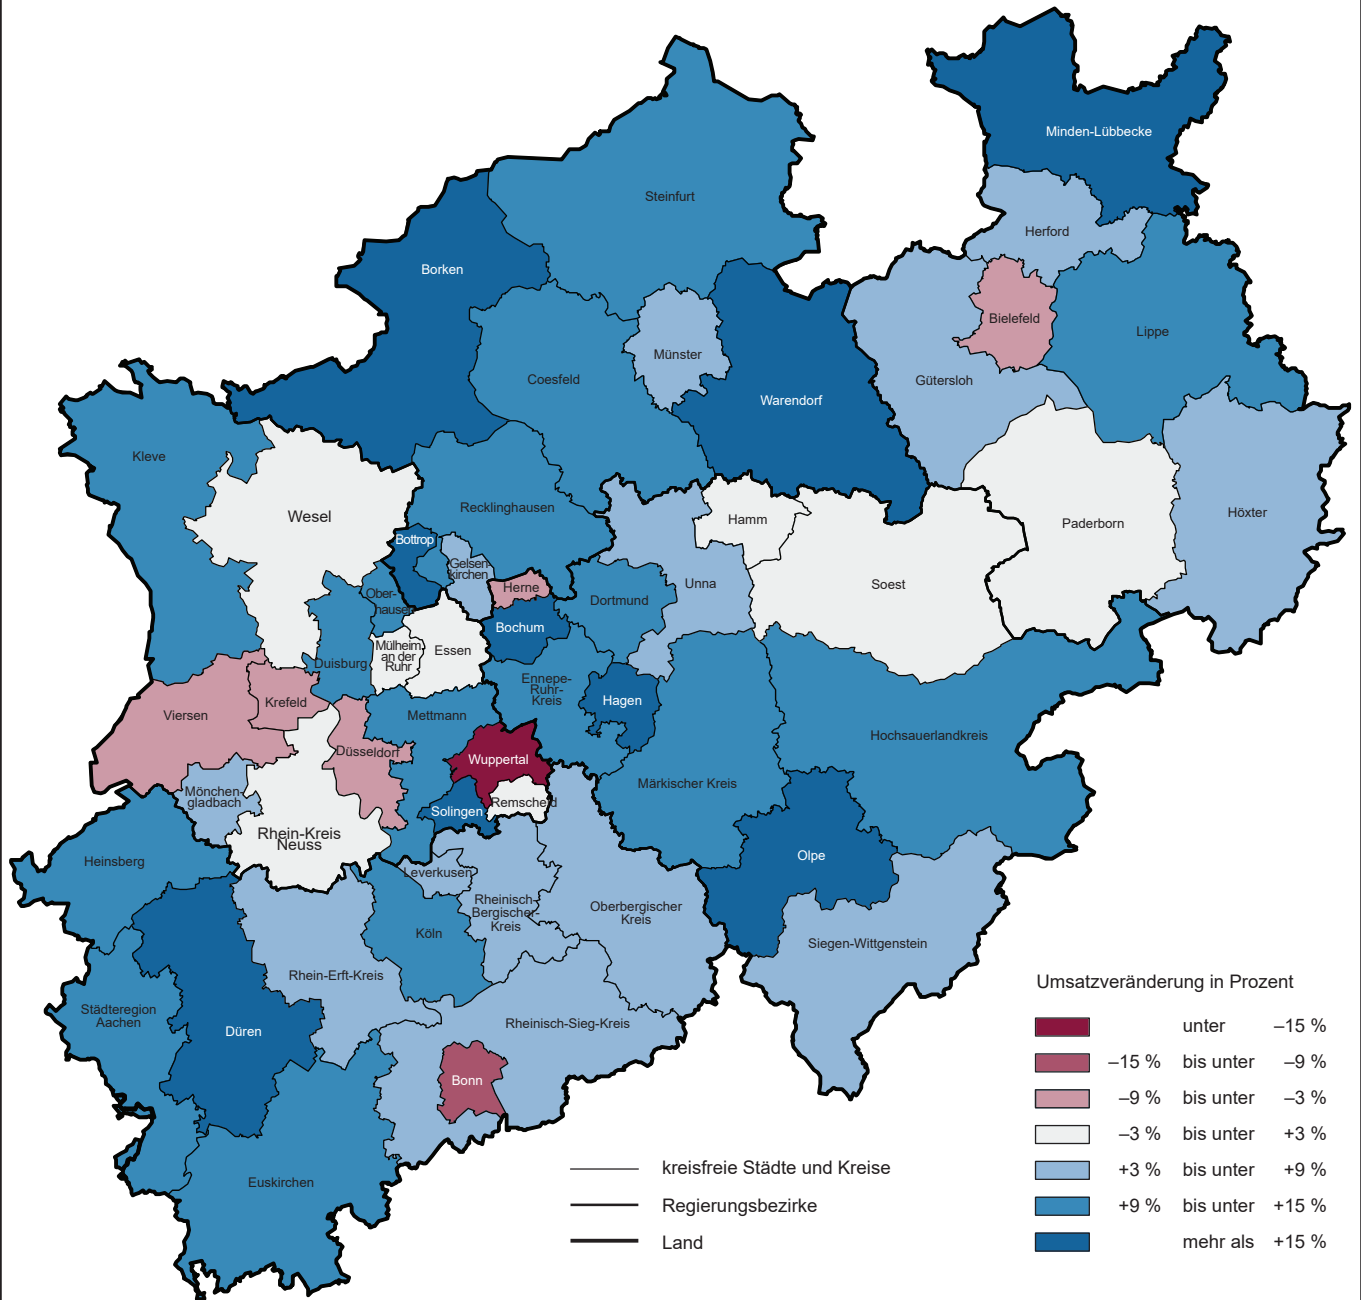 Minden-Lübbecke
Steinfurt
Herford
Borken
Bielefeld
Lippe
Münster
Coesfeld
Gütersloh
Warendorf
Kleve
Recklinghausen
Wesel
Hamm
Paderborn
Höxter
Bottrop
Gelsen-
kirchen
Unna
Soest
Herne
Ober-
hausen
Dortmund
Bochum
Mülheim
an der
Ruhr
Essen
Duisburg
Ennepe-
Ruhr-
Kreis
Hagen
Krefeld
Viersen
Mettmann
Hochsauerlandkreis
Düsseldorf
Wuppertal
Märkischer Kreis
Mönchen-
gladbach
Remscheid
Solingen
Rhein-Kreis
Neuss
Olpe
Heinsberg
Leverkusen
Rheinisch-
Bergischer-
Kreis
Oberbergischer
Kreis
Köln
Siegen-Wittgenstein
Rhein-Erft-Kreis
Städteregion
Aachen
Rheinisch-Sieg-Kreis
Düren
Bonn
Euskirchen
kreisfreie Städte und Kreise
Regierungsbezirke
Land
Umsatzveränderung in Prozent
unter –15 %
–15 % bis unter –9 %
–9 % bis unter –3 %
–3 % bis unter +3 %
+3 % bis unter +9 %
+9 % bis unter +15 %
mehr als +15 %